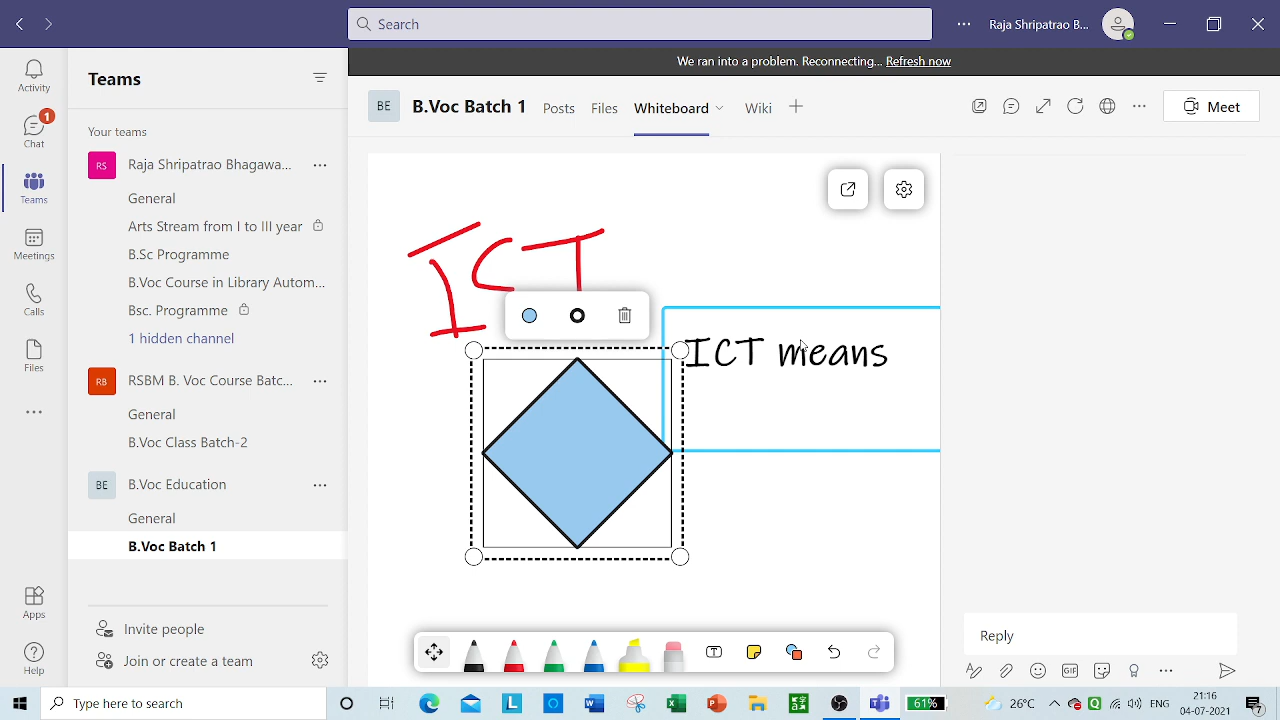 Search
Raja Shripatrao B...
We ran into a problem. Reconnecting... Refresh now
Activity
Chat
1
Teams
Meetings
Calls
Files
Apps
Help
Teams
Your teams
RS Raja Shripatrao Bhagawa...
General
Arts Stream from I to III year
B.Sc Programme
B.Voc Course in Library Autom...
Bsc. Programme
1 hidden channel
RB RSBM B. Voc Course Batc...
General
B.Voc Class Batch-2
BE B.Voc Education
General
B.Voc Batch 1
Invite people
Join or create a team
BE B.Voc Batch 1 Posts Files Whiteboard Wiki
Meet
ICT
ICT means
T
Reply
GIF
Type here to search
61%
26°C
ENG
21:16
04-07-2021